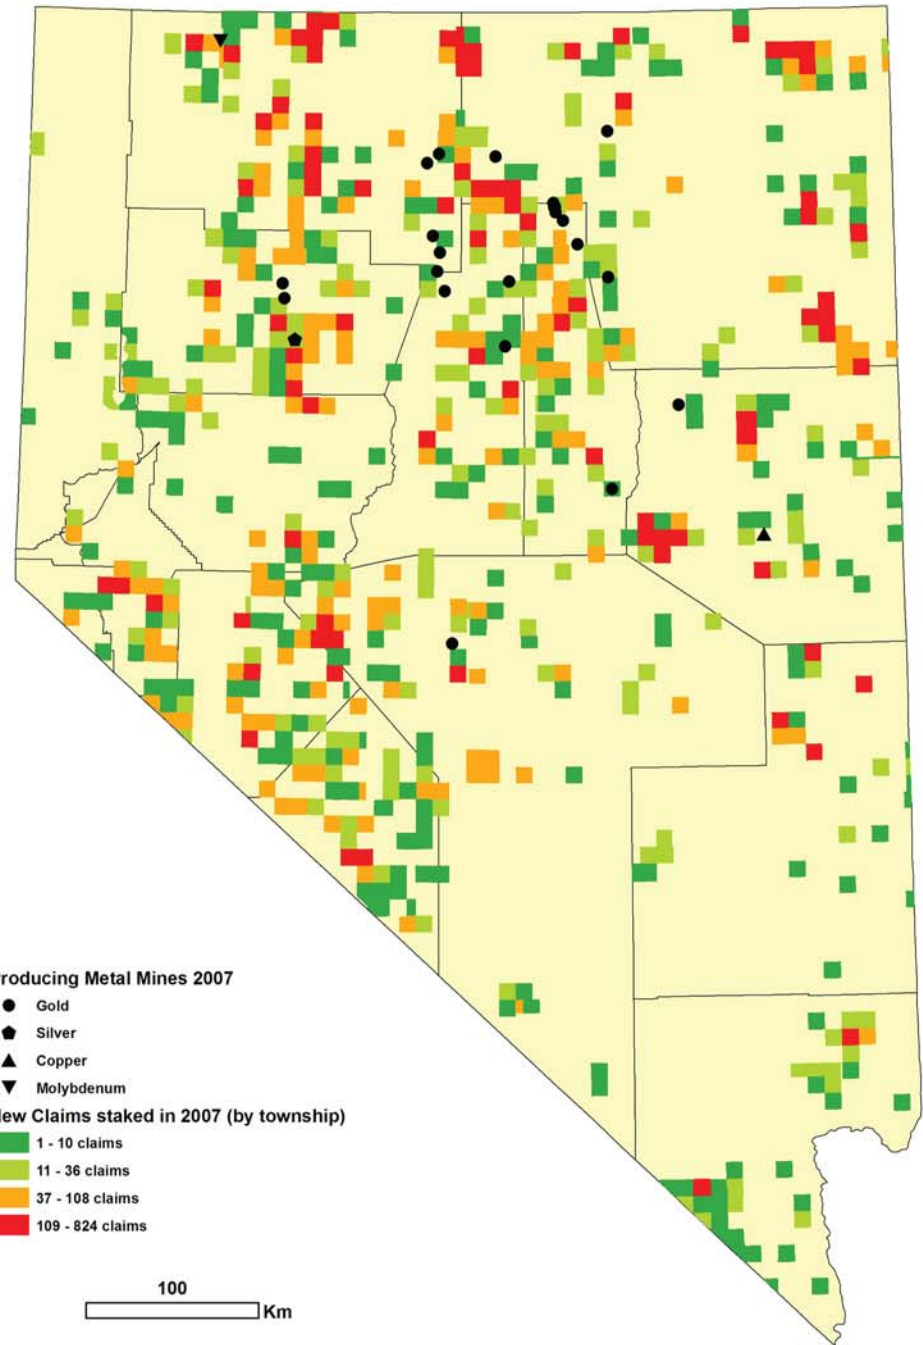 roducing Metal Mines 2007
Gold
Silver
Copper
Molybdenum
ew Claims staked in 2007 (by township)
1 - 10 claims
11 - 36 claims
37 - 108 claims
109 - 824 claims
100
Km